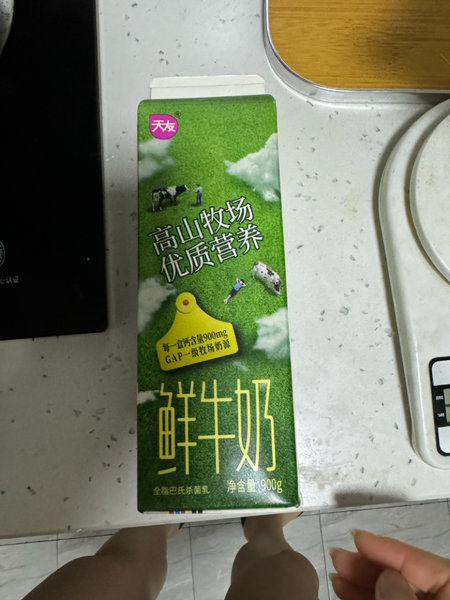 天友
高山牧场
优质营养
每一盒钙含量900mg
GAP一级牧场奶源
鲜牛奶
全脂巴氏杀菌乳
净含量:900g
认证